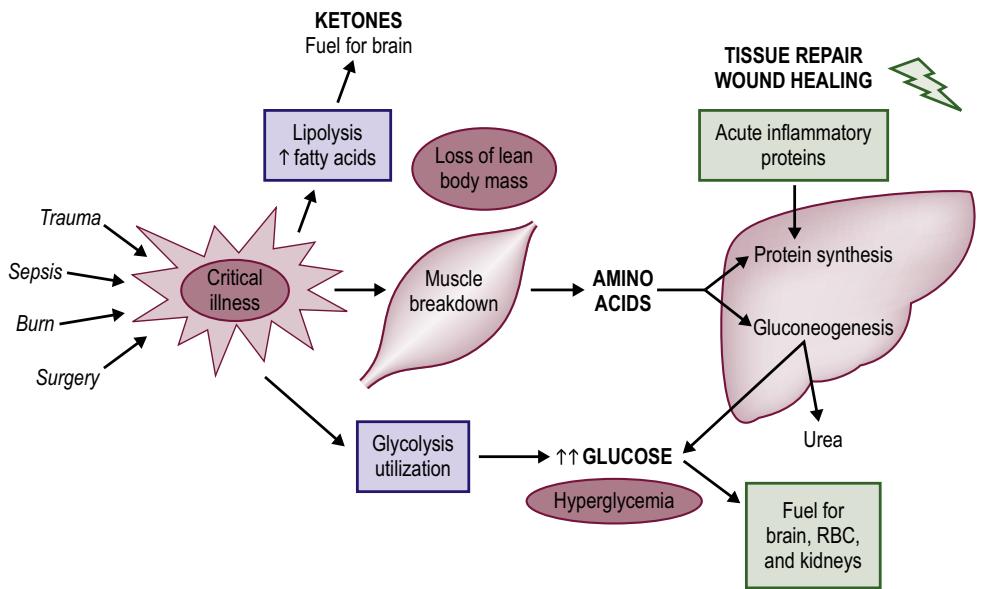 KETONES
Fuel for brain
TISSUE REPAIR
WOUND HEALING
Lipolysis
↑ fatty acids
Loss of lean
body mass
Acute inflammatory
proteins
Trauma
Sepsis
Burn
Surgery
Critical
illness
Muscle
breakdown
AMINO
ACIDS
Protein synthesis
Gluconeogenesis
Urea
Glycolysis
utilization
↑↑ GLUCOSE
Hyperglycemia
Fuel for
brain, RBC,
and kidneys